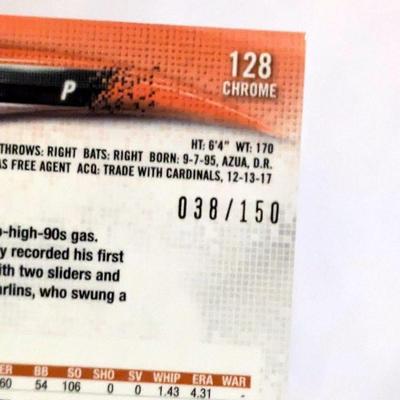 128
CHROME
P
HT: 6'4" WT: 170
THROWS: RIGHT BATS: RIGHT BORN: 9-7-95, AZUA, D.R.
AS FREE AGENT ACQ: TRADE WITH CARDINALS, 12-13-17
038/150
-high-90s gas.
y recorded his first
ith two sliders and
arlins, who swung a
ER BB SO SHO SV WHIP ERA WAR
60 54 106 0 0 1.43 4.31 -